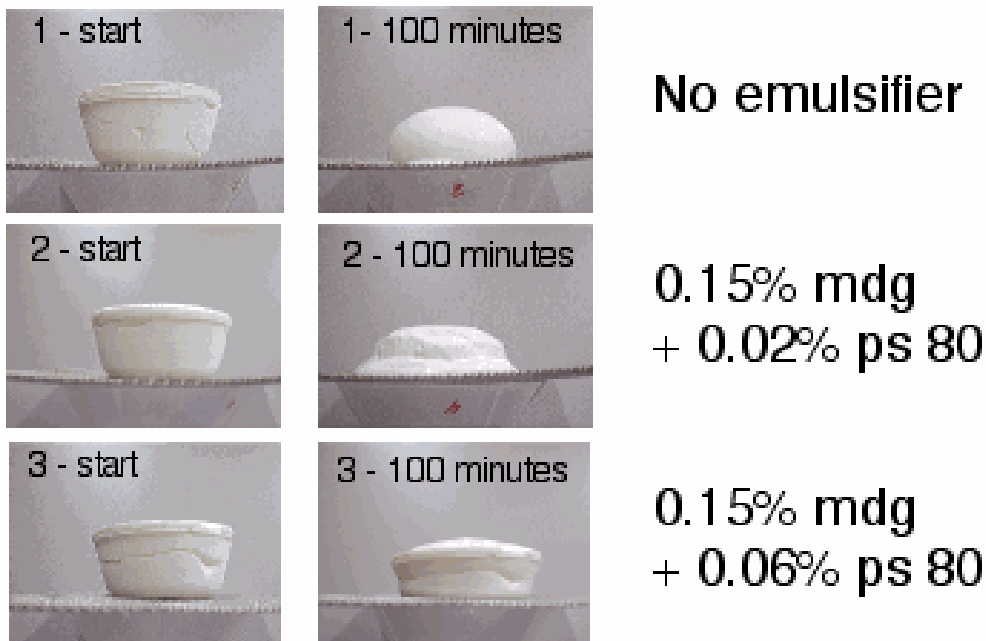 1 - start
1- 100 minutes
No emulsifier
2 - start
2 - 100 minutes
0.15% mdg
+ 0.02% ps 80
3 - start
3 - 100 minutes
0.15% mdg
+ 0.06% ps 80